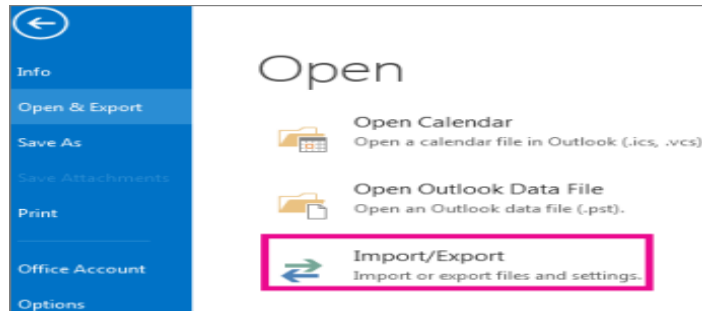 Info
Open & Export
Save As
Save Attachments
Print
Office Account
Options
Open
Open Calendar
Open a calendar file in Outlook (.ics, .vcs)
Open Outlook Data File
Open an Outlook data file (.pst).
Import/Export
Import or export files and settings.